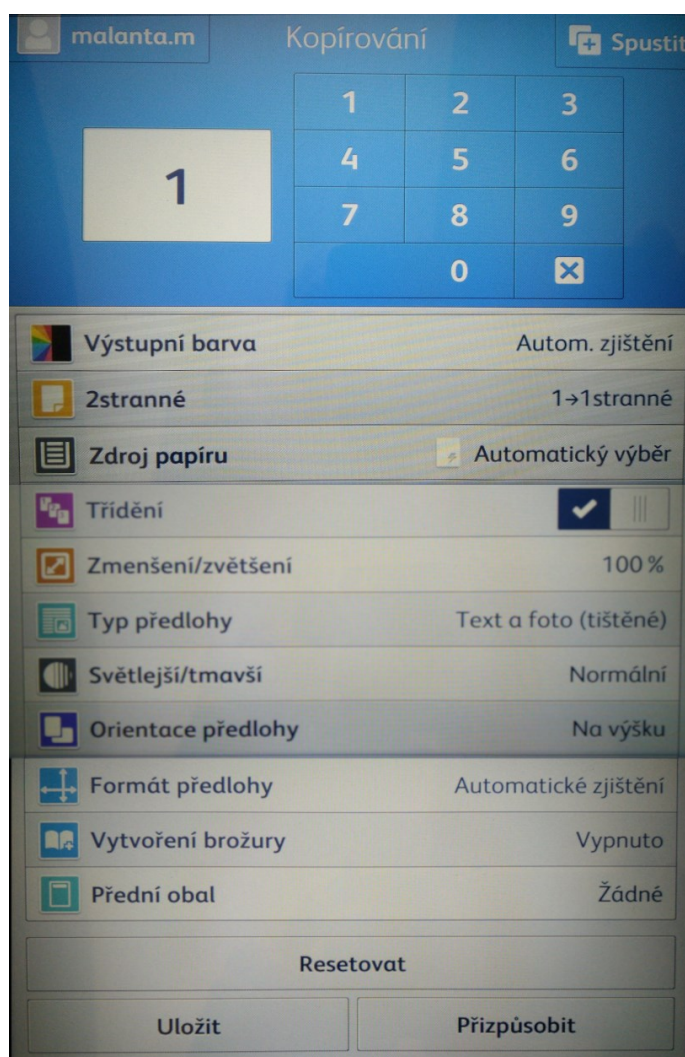 malanta.m Kopírování Spustit
1 2 3
1
4 5 6
7 8 9
0
Výstupní barva Autom. zjištění
2stranné 1→1stranné
Zdroj papíru Automatický výběr
Třídění
Zmenšení/zvětšení 100 %
Typ předlohy Text a foto (tištěné)
Světlejší/tmavší Normální
Orientace předlohy Na výšku
Formát předlohy Automatické zjištění
Vytvoření brožury Vypnuto
Přední obal Žádné
Resetovat
Uložit Přizpůsobit